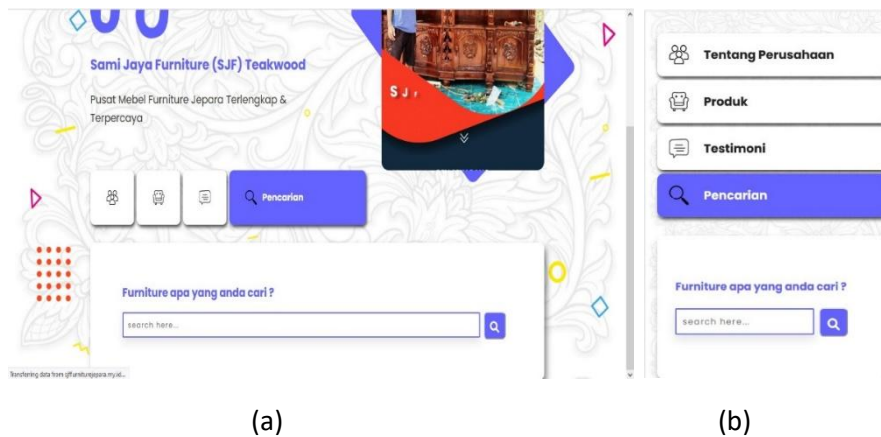 Sami Jaya Furniture (SJF) Teakwood
Pusat Mebel Furniture Jepara Terlengkap &
Terpercaya
S J F
Pencarian
Furniture apa yang anda cari ?
search here...
Transferring data from sjffurniturejepara.my.id...
(a)
Tentang Perusahaan
Produk
Testimoni
Pencarian
Furniture apa yang anda cari ?
search here...
(b)